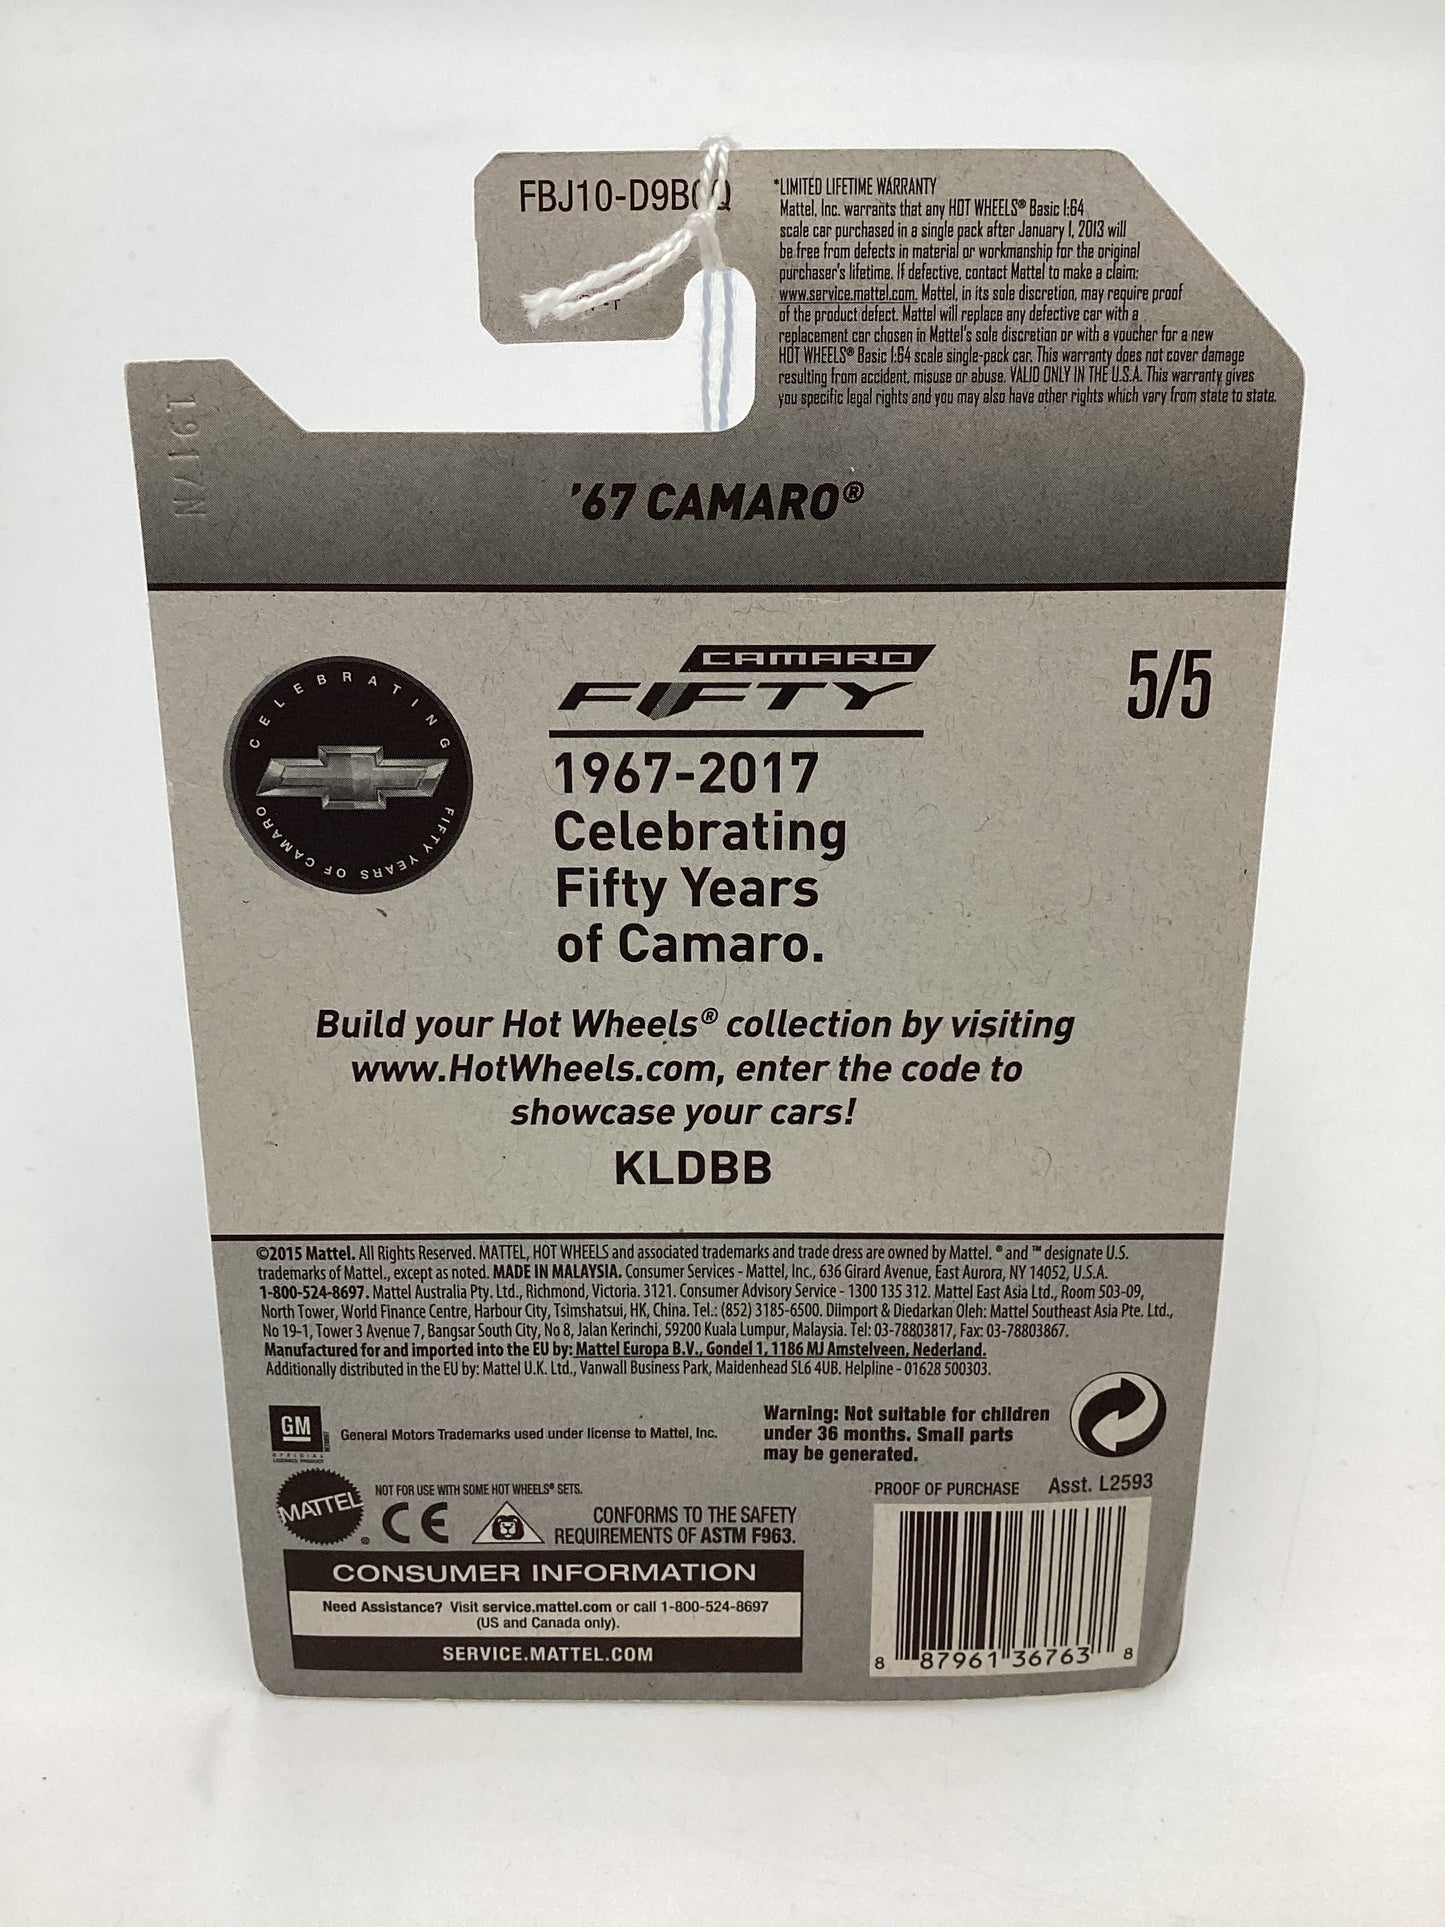 *LIMITED LIFETIME WARRANTY
Mattel, Inc. warrants that any HOT WHEELS® Basic 1:64
scale car purchased in a single pack after January 1, 2013 will
be free from defects in material or workmanship for the original
purchaser's lifetime. If defective, contact Mattel to make a claim:
www.service.mattel.com. Mattel, in its sole discretion, may require proof
of the product defect. Mattel will replace any defective car with a
replacement car chosen in Mattel's sole discretion or with a voucher for a new
HOT WHEELS® Basic 1:64 scale single-pack car. This warranty does not cover damage
resulting from accident, misuse or abuse. VALID ONLY IN THE U.S.A. This warranty gives
you specific legal rights and you may also have other rights which vary from state to state.
1917N
'67 CAMARO®
CELEBRATING
FIFTY YEARS OF CAMARO
CAMARO
FIFTY
5/5
1967-2017
Celebrating
Fifty Years
of Camaro.
Build your Hot Wheels® collection by visiting
www.HotWheels.com, enter the code to
showcase your cars!
KLDBB
©2015 Mattel. All Rights Reserved. MATTEL, HOT WHEELS and associated trademarks and trade dress are owned by Mattel. ® and ™ designate U.S.
trademarks of Mattel., except as noted. MADE IN MALAYSIA. Consumer Services - Mattel, Inc., 636 Girard Avenue, East Aurora, NY 14052, U.S.A.
1-800-524-8697. Mattel Australia Pty. Ltd., Richmond, Victoria. 3121. Consumer Advisory Service - 1300 135 312. Mattel East Asia Ltd., Room 503-09,
North Tower, World Finance Centre, Harbour City, Tsimshatsui, HK, China. Tel.: (852) 3185-6500. Diimport & Diedarkan Oleh: Mattel Southeast Asia Pte. Ltd.,
No 19-1, Tower 3 Avenue 7, Bangsar South City, No 8, Jalan Kerinchi, 59200 Kuala Lumpur, Malaysia. Tel: 03-78803817, Fax: 03-78803867.
Manufactured for and imported into the EU by: Mattel Europa B.V., Gondel 1, 1186 MJ Amstelveen, Nederland.
Additionally distributed in the EU by: Mattel U.K. Ltd., Vanwall Business Park, Maidenhead SL6 4UB. Helpline - 01628 500303.
GM
OFFICIAL
LICENSED PRODUCT
General Motors Trademarks used under license to Mattel, Inc.
Warning: Not suitable for children
under 36 months. Small parts
may be generated.
MATTEL®
NOT FOR USE WITH SOME HOT WHEELS® SETS.
CE
CONFORMS TO THE SAFETY
REQUIREMENTS OF ASTM F963.
PROOF OF PURCHASE Asst. L2593
CONSUMER INFORMATION
Need Assistance? Visit service.mattel.com or call 1-800-524-8697
(US and Canada only).
SERVICE.MATTEL.COM
8 87961 36763 8